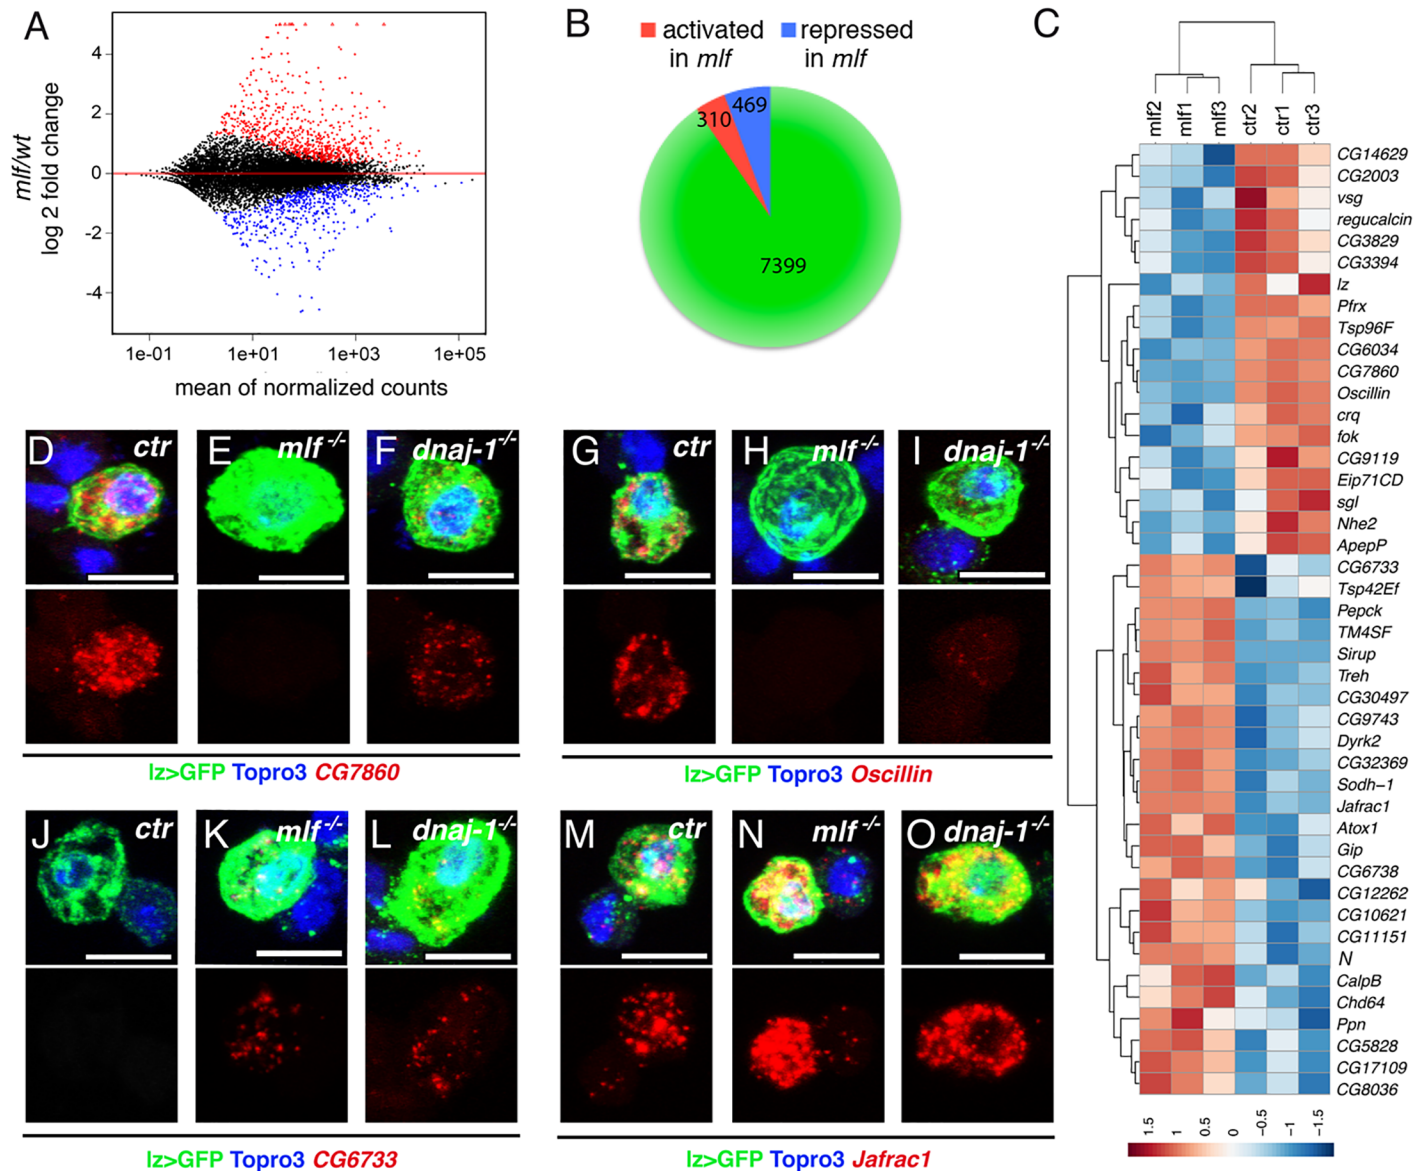 A
mlf/wt
log 2 fold change
4
2
0
-2
-4
1e-01
1e+01
1e+03
1e+05
mean of normalized counts
B
activated in mlf
repressed in mlf
310
469
7399
C
mlf2
mlf1
mlf3
ctr2
ctr1
ctr3
CG14629
CG2003
vsg
regucalcin
CG3829
CG3394
lz
Pfrx
Tsp96F
CG6034
CG7860
Oscillin
crq
fok
CG9119
Eip71CD
sgl
Nhe2
ApepP
CG6733
Tsp42Ef
Pepck
TM4SF
Sirup
Treh
CG30497
CG9743
Dyrk2
CG32369
Sodh–1
Jafrac1
Atox1
Gip
CG6738
CG12262
CG10621
CG11151
N
CalpB
Chd64
Ppn
CG5828
CG17109
CG8036
1.5
1
0.5
0
−0.5
−1
−1.5
D ctr
E mlf-/-
F dnaj-1-/-
lz>GFP Topro3 CG7860
G ctr
H mlf-/-
I dnaj-1-/-
lz>GFP Topro3 Oscillin
J ctr
K mlf-/-
L dnaj-1-/-
lz>GFP Topro3 CG6733
M ctr
N mlf-/-
O dnaj-1-/-
lz>GFP Topro3 Jafrac1